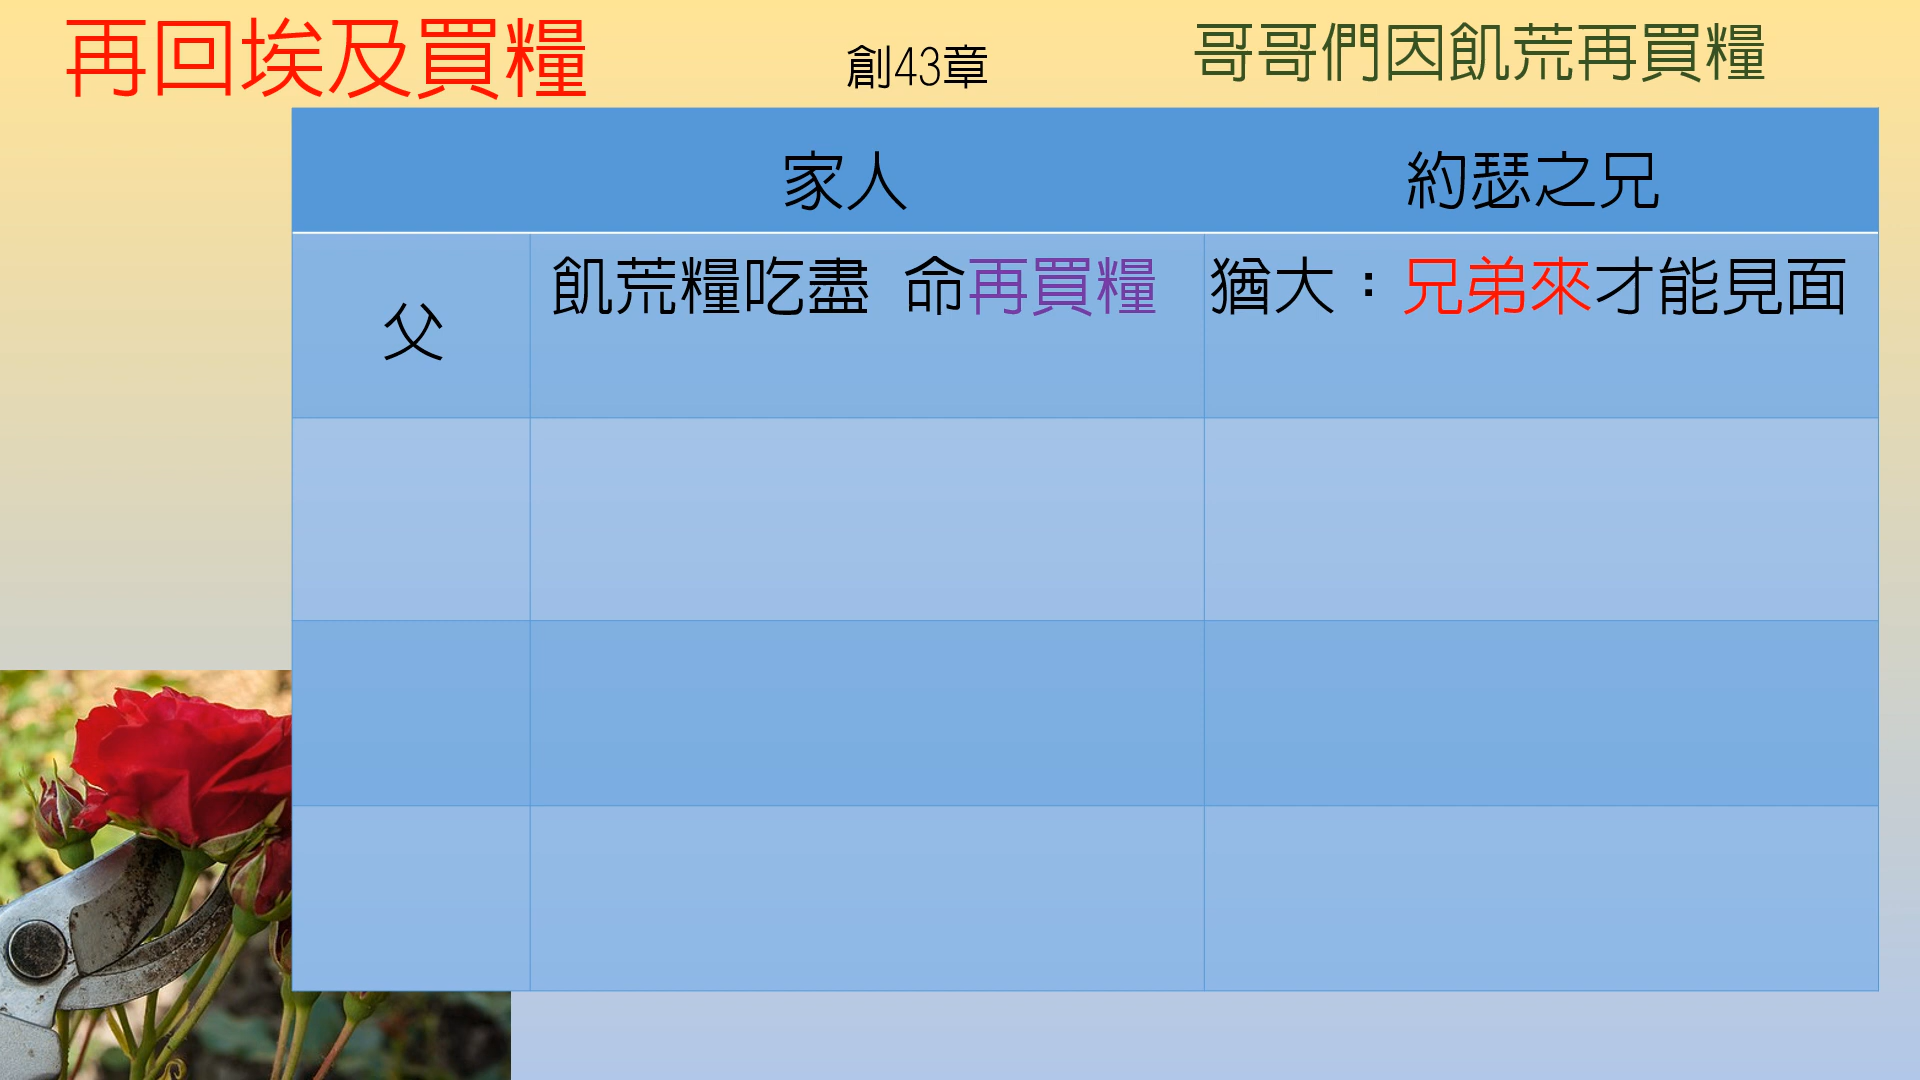 再回埃及買糧
創43章
哥哥們因飢荒再買糧
家人
約瑟之兄
父
飢荒糧吃盡 命再買糧
猶大：兄弟來才能見面